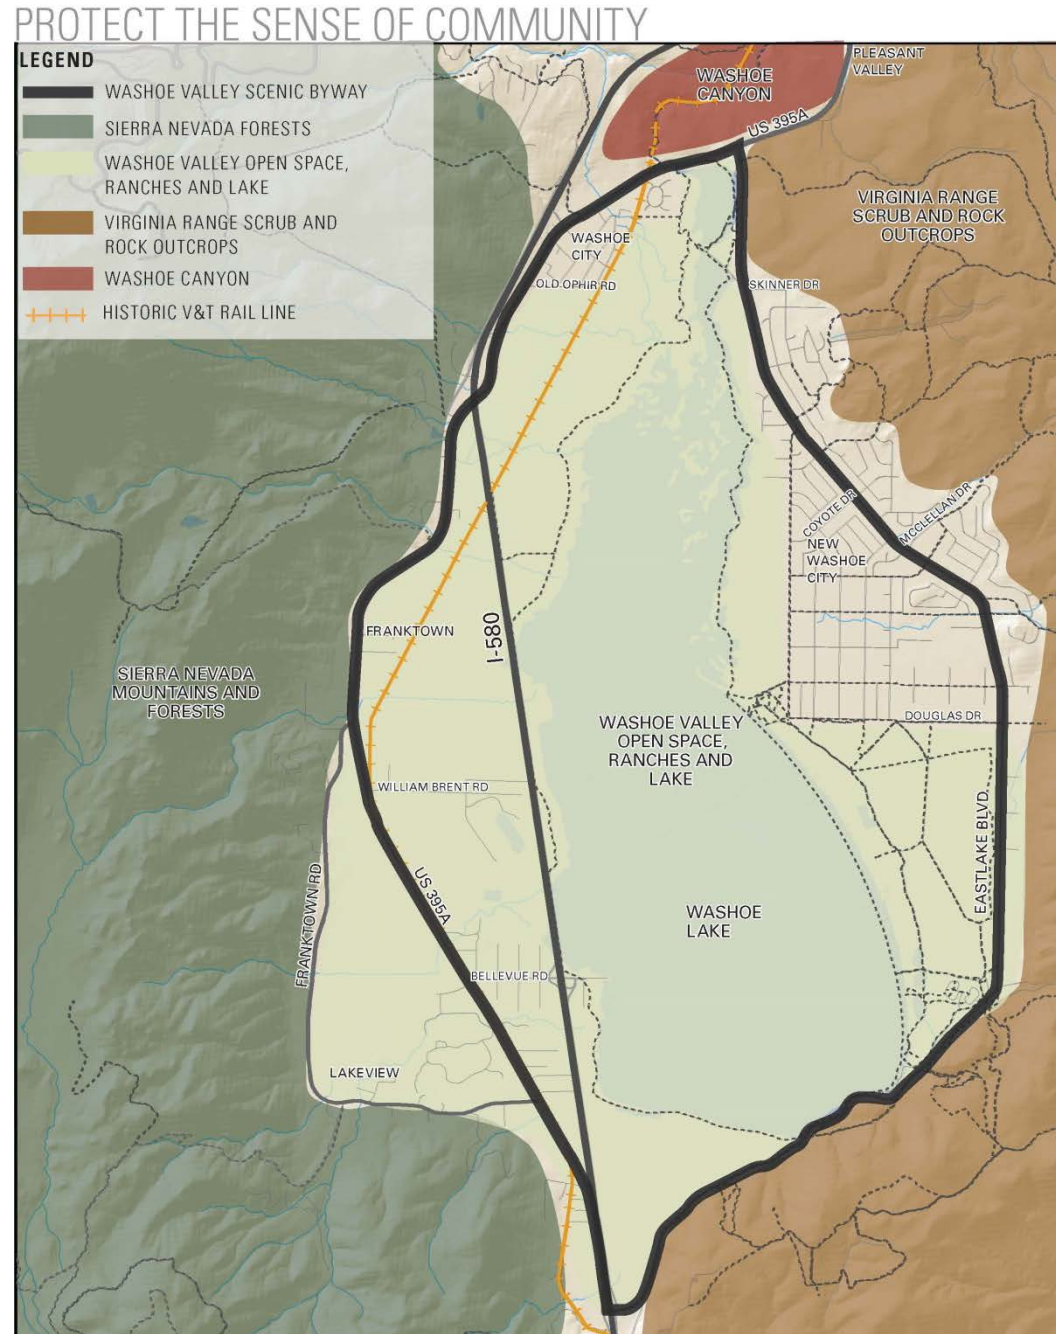 PROTECT THE SENSE OF COMMUNITY
LEGEND
WASHOE VALLEY SCENIC BYWAY
SIERRA NEVADA FORESTS
WASHOE VALLEY OPEN SPACE,
RANCHES AND LAKE
VIRGINIA RANGE SCRUB AND
ROCK OUTCROPS
WASHOE CANYON
HISTORIC V&T RAIL LINE
PLEASANT
VALLEY
WASHOE
CANYON
US 395A
VIRGINIA RANGE
SCRUB AND ROCK
OUTCROPS
WASHOE
CITY
OLD OPHIR RD
SKINNER DR
COYOTE DR
MCCLELLAN DR
NEW
WASHOE
CITY
FRANKTOWN
I-580
SIERRA NEVADA
MOUNTAINS AND
FORESTS
WASHOE VALLEY
OPEN SPACE,
RANCHES AND
LAKE
DOUGLAS DR
WILLIAM BRENT RD
EASTLAKE BLVD
US 395A
FRANKTOWN RD
WASHOE
LAKE
BELLEVUE RD
LAKEVIEW